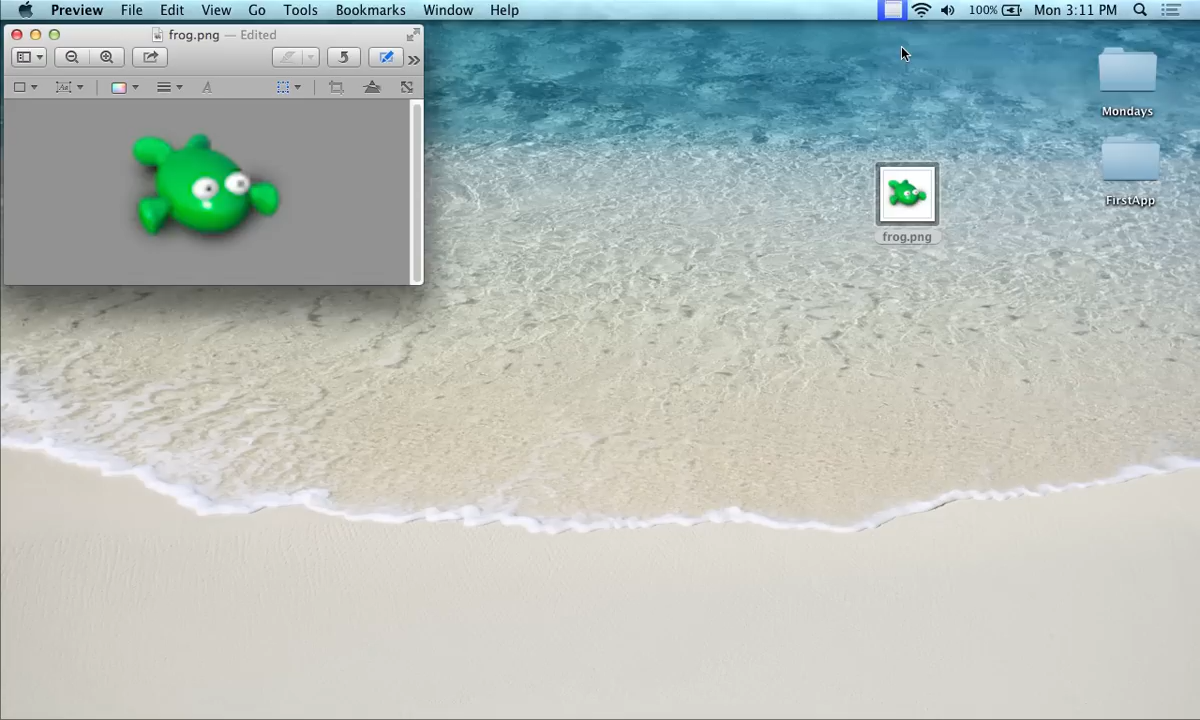 Preview File Edit View Go Tools Bookmarks Window Help 100% Mon 3:11 PM
frog.png — Edited
Mondays
FirstApp
frog.png